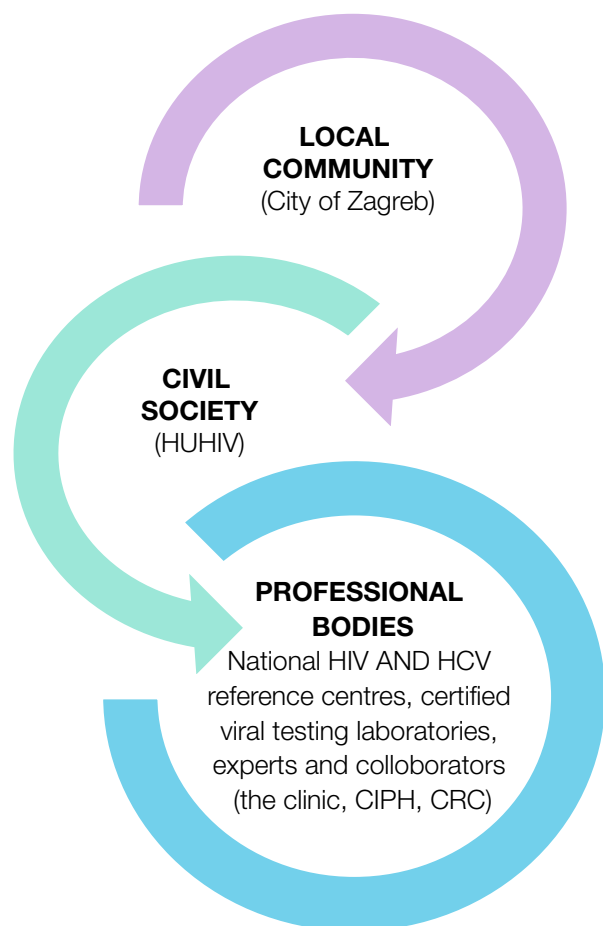 LOCAL
COMMUNITY
(City of Zagreb)
CIVIL
SOCIETY
(HUHIV)
PROFESSIONAL
BODIES
National HIV AND HCV
reference centres, certified
viral testing laboratories,
experts and colloborators
(the clinic, CIPH, CRC)